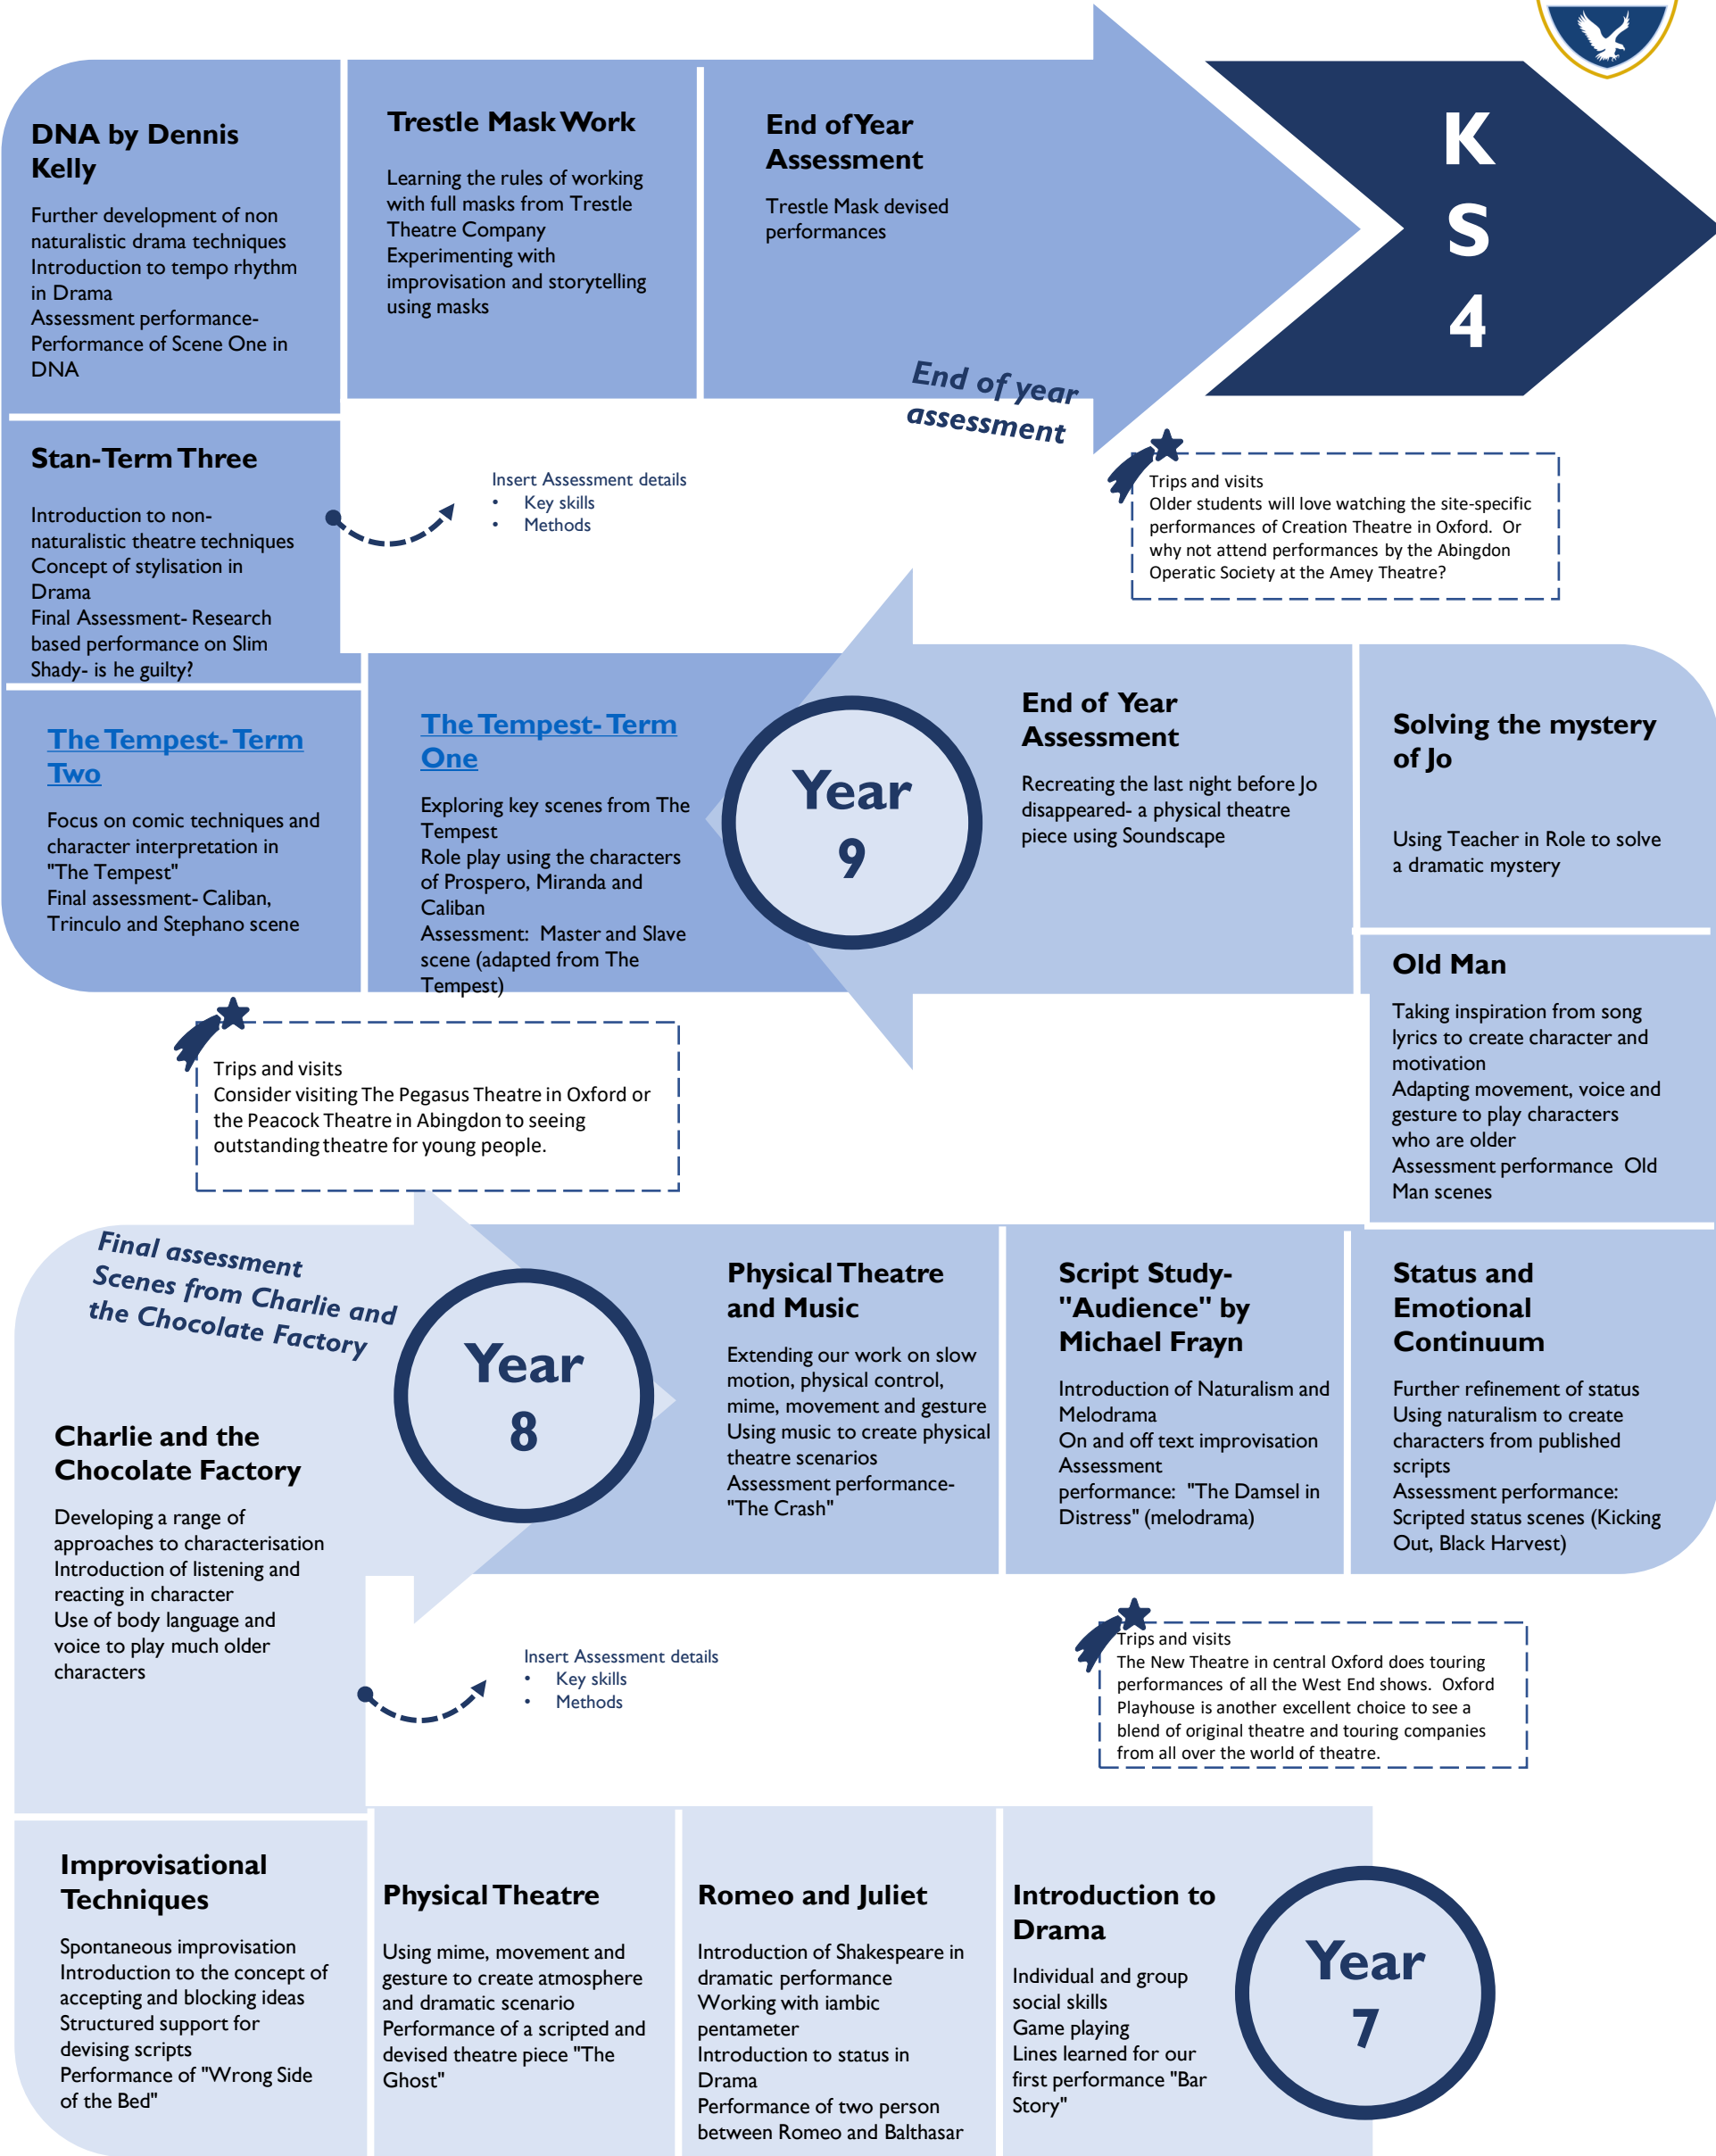 DNA by Dennis
Kelly
Further development of non
naturalistic drama techniques
Introduction to tempo rhythm
in Drama
Assessment performance-
Performance of Scene One in
DNA
Trestle Mask Work
Learning the rules of working
with full masks from Trestle
Theatre Company
Experimenting with
improvisation and storytelling
using masks
End of Year
Assessment
Trestle Mask devised
performances
K
S
4
End of year
assessment
Stan-Term Three
Introduction to non-
naturalistic theatre techniques
Concept of stylisation in
Drama
Final Assessment- Research
based performance on Slim
Shady- is he guilty?
Insert Assessment details
• Key skills
• Methods
Trips and visits
Older students will love watching the site-specific
performances of Creation Theatre in Oxford. Or
why not attend performances by the Abingdon
Operatic Society at the Amey Theatre?
The Tempest- Term
Two
Focus on comic techniques and
character interpretation in
"The Tempest"
Final assessment- Caliban,
Trinculo and Stephano scene
The Tempest- Term
One
Exploring key scenes from The
Tempest
Role play using the characters
of Prospero, Miranda and
Caliban
Assessment: Master and Slave
scene (adapted from The
Tempest)
Year
9
End of Year
Assessment
Recreating the last night before Jo
disappeared- a physical theatre
piece using Soundscape
Solving the mystery
of Jo
Using Teacher in Role to solve
a dramatic mystery
Old Man
Taking inspiration from song
lyrics to create character and
motivation
Adapting movement, voice and
gesture to play characters
who are older
Assessment performance Old
Man scenes
Trips and visits
Consider visiting The Pegasus Theatre in Oxford or
the Peacock Theatre in Abingdon to seeing
outstanding theatre for young people.
Final assessment
Scenes from Charlie and
the Chocolate Factory
Year
8
Physical Theatre
and Music
Extending our work on slow
motion, physical control,
mime, movement and gesture
Using music to create physical
theatre scenarios
Assessment performance-
"The Crash"
Script Study-
"Audience" by
Michael Frayn
Introduction of Naturalism and
Melodrama
On and off text improvisation
Assessment
performance: "The Damsel in
Distress" (melodrama)
Status and
Emotional
Continuum
Further refinement of status
Using naturalism to create
characters from published
scripts
Assessment performance:
Scripted status scenes (Kicking
Out, Black Harvest)
Charlie and the
Chocolate Factory
Developing a range of
approaches to characterisation
Introduction of listening and
reacting in character
Use of body language and
voice to play much older
characters
Insert Assessment details
• Key skills
• Methods
Trips and visits
The New Theatre in central Oxford does touring
performances of all the West End shows. Oxford
Playhouse is another excellent choice to see a
blend of original theatre and touring companies
from all over the world of theatre.
Improvisational
Techniques
Spontaneous improvisation
Introduction to the concept of
accepting and blocking ideas
Structured support for
devising scripts
Performance of "Wrong Side
of the Bed"
Physical Theatre
Using mime, movement and
gesture to create atmosphere
and dramatic scenario
Performance of a scripted and
devised theatre piece "The
Ghost"
Romeo and Juliet
Introduction of Shakespeare in
dramatic performance
Working with iambic
pentameter
Introduction to status in
Drama
Performance of two person
between Romeo and Balthasar
Introduction to
Drama
Individual and group
social skills
Game playing
Lines learned for our
first performance "Bar
Story"
Year
7